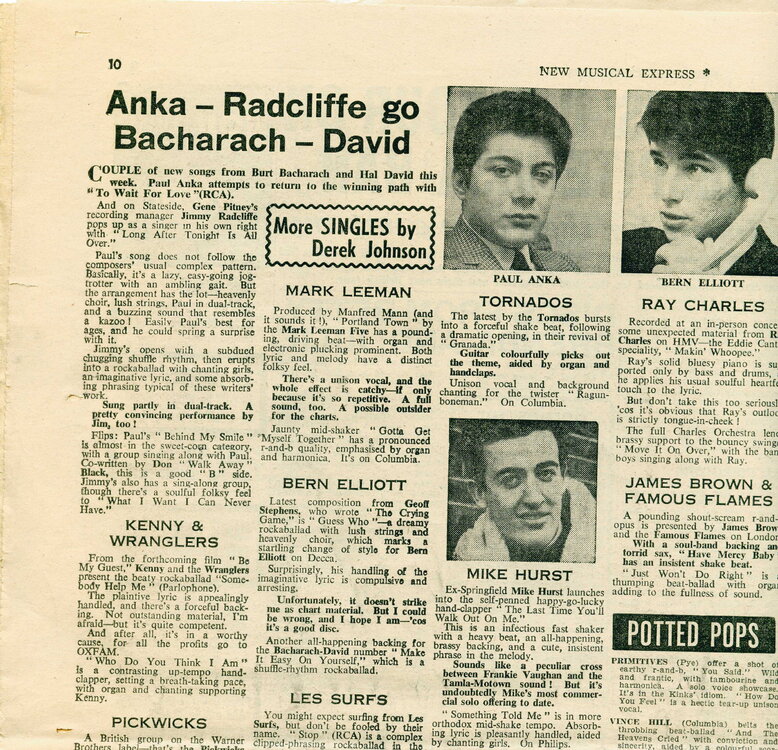 10
NEW MUSICAL EXPRESS *
Anka – Radcliffe go
Bacharach – David
COUPLE of new songs from Burt Bacharach and Hal David this
week. Paul Anka attempts to return to the winning path with
"To Wait For Love" (RCA).
And on Stateside, Gene Pitney's
recording manager Jimmy Radcliffe
pops up as a singer in his own right
with "Long After Tonight Is All
Over."
Paul's song does not follow the
composers' usual complex pattern.
Basically, it's a lazy, easy-going jog-
trotter with an ambling gait. But
the arrangement has the lot—heavenly
choir, lush strings, Paul in dual-track,
and a buzzing sound that resembles
a kazoo! Easily Paul's best for
ages, and he could spring a surprise
with it.
Jimmy's opens with a subdued
chugging shuffle rhythm, then erupts
into a rockaballad with chanting girls,
an imaginative lyric, and some absorb-
ing phrasing typical of these writers'
work.
Sung partly in dual-track. A
pretty convincing performance by
Jim, too!
Flips: Paul's "Behind My Smile"
is almost in the sweet-corn category,
with a group singing along with Paul.
Co-written by Don "Walk Away"
Black, this is a good "B" side.
Jimmy's also has a sing-along group,
though there's a soulful folksy feel
to "What I Want I Can Never
Have."
KENNY &
WRANGLERS
From the forthcoming film "Be
My Guest," Kenny and the Wranglers
present the beaty rockaballad "Some-
body Help Me" (Parlophone).
The plaintive lyric is appealingly
handled, and there's a forceful back-
ing. Not outstanding material, I'm
afraid—but it's quite competent.
And after all, it's in a worthy
cause, for all the profits go to
OXFAM.
"Who Do You Think I Am"
is a contrasting up-tempo hand-
clapper, setting a breath-taking pace,
with organ and chanting supporting
Kenny.
PICKWICKS
A British group on the Warner
Brothers label—that's the Pickwicks
More SINGLES by
Derek Johnson
MARK LEEMAN
Produced by Manfred Mann (and
it sounds it!), "Portland Town" by
the Mark Leeman Five has a pound-
ing, driving beat—with organ and
electronic plucking prominent. Both
lyric and melody have a distinct
folksy feel.
There's a unison vocal, and the
whole effect is catchy—if only
because it's so repetitive. A full
sound, too. A possible outsider
for the charts.
Jaunty mid-shaker "Gotta Get
Myself Together" has a pronounced
r-and-b quality, emphasised by organ
and harmonica. It's on Columbia.
BERN ELLIOTT
Latest composition from Geoff
Stephens, who wrote "The Crying
Game," is "Guess Who"—a dreamy
rockaballad with lush strings and
heavenly choir, which marks a
startling change of style for Bern
Elliott on Decca.
Surprisingly, his handling of the
imaginative lyric is compulsive and
arresting.
Unfortunately, it doesn't strike
me as chart material. But I could
be wrong, and I hope I am—'cos
it's a good disc.
Another all-happening backing for
the Bacharach-David number "Make
It Easy On Yourself," which is a
shuffle-rhythm rockaballad.
LES SURFS
You might expect surfing from Les
Surfs, but don't be fooled by their
name. "Stop" (RCA) is a complex
clipped-phrasing rockaballad in the
PAUL ANKA
TORNADOS
The latest by the Tornados bursts
into a forceful shake beat, following
a dramatic opening, in their revival of
"Granada."
Guitar colourfully picks out
the theme, aided by organ and
handclaps.
Unison vocal and background
chanting for the twister "Ragun-
boneman." On Columbia.
MIKE HURST
Ex-Springfield Mike Hurst launches
into the self-penned happy-go-lucky
hand-clapper "The Last Time You'll
Walk Out On Me."
This is an infectious fast shaker
with a heavy beat, an all-happening,
brassy backing, and a cute, insistent
phrase in the melody.
Sounds like a peculiar cross
between Frankie Vaughan and the
Tamla-Motown sound! But it's
undoubtedly Mike's most commer-
cial solo offering to date.
"Something Told Me" is in more
orthodox mid-shake tempo. Absorb-
ing lyric is pleasantly handled, aided
by chanting girls. On Philips.
BERN ELLIOTT
RAY CHARLES
Recorded at an in-person conce
some unexpected material from R
Charles on HMV—the Eddie Cant
speciality, "Makin' Whoopee."
Ray's solid bluesy piano is su
ported only by bass and drums,
he applies his usual soulful heartf
touch to the lyric.
But don't take this too serious
'cos it's obvious that Ray's outloo
is strictly tongue-in-cheek!
The full Charles Orchestra len
brassy support to the bouncy swing
"Move It On Over," with the ban
boys singing along with Ray.
JAMES BROWN &
FAMOUS FLAMES
A pounding shout-scream r-an
opus is presented by James Brow
and the Famous Flames on London
With a soul-band backing an
torrid sax, "Have Mercy Baby
has an insistent shake beat.
"Just Won't Do Right" is
thumping beat-ballad with orga
adding to the fullness of sound.
POTTED POPS
PRIMITIVES (Pye) offer a shot o
earthy r-and-b, "You Said." Wild
and frantic, with tambourine and
harmonica. A solo voice showcase.
It's in the Kinks' idiom. "How Do
You Feel" is a hectic tear-up unison
vocal.
VINCE HILL (Columbia) belts the
throbbing beat-ballad "And The
Heavens Cried" with conviction and
sincerity, aided by a colourful